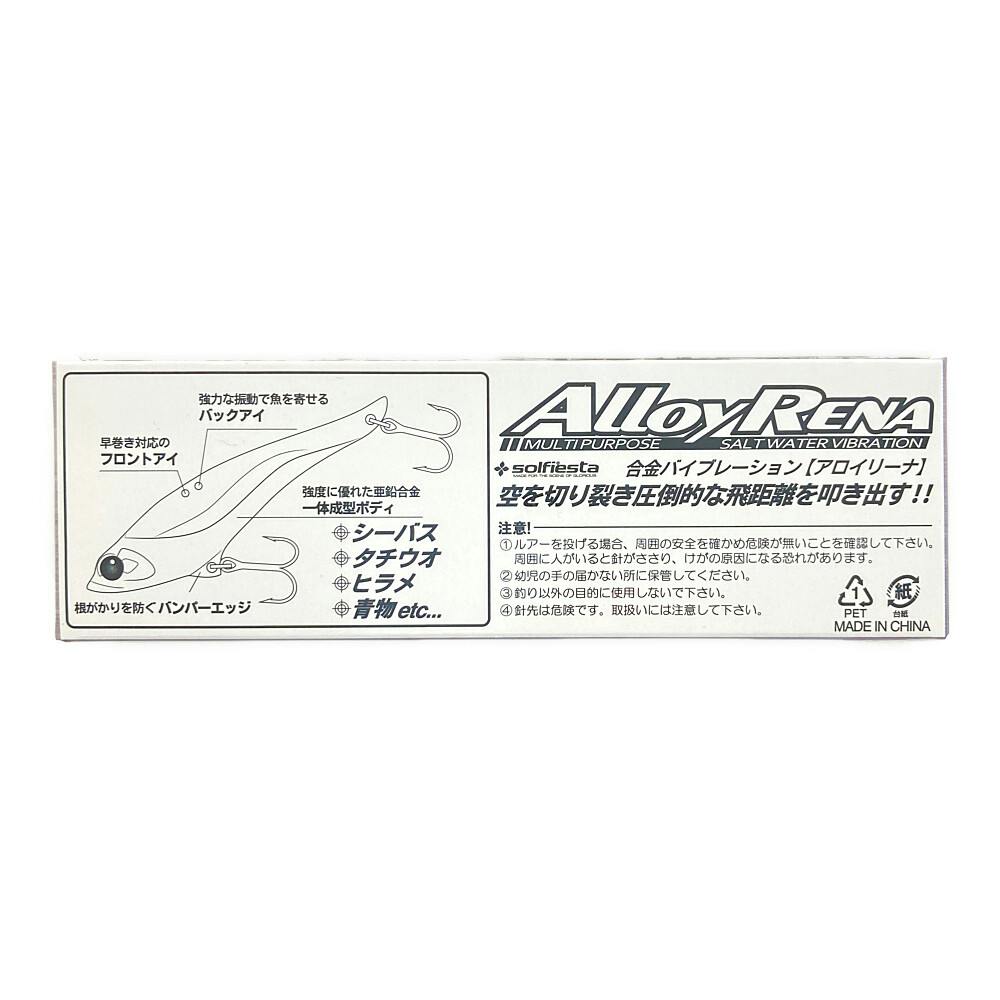 強力な振動で魚を寄せる
バックアイ
早巻き対応の
フロントアイ
強度に優れた亜鉛合金
一体成型ボディ
シーバス
タチウオ
ヒラメ
青物 etc...
根がかりを防ぐバンパーエッジ
AlloyRENA
MULTI PURPOSE SALT WATER VIBRATION
solfiesta
MADE FOR THE SCENE OF GLORIOUS
合金バイブレーション【アロイリーナ】
空を切り裂き圧倒的な飛距離を叩き出す!!
注意!
①ルアーを投げる場合、周囲の安全を確かめ危険が無いことを確認して下さい。
周囲に人がいると針がささり、けがの原因になる恐れがあります。
②幼児の手の届かない所に保管してください。
③釣り以外の目的に使用しないで下さい。
④針先は危険です。取扱いには注意して下さい。
1
PET
紙
台紙
MADE IN CHINA